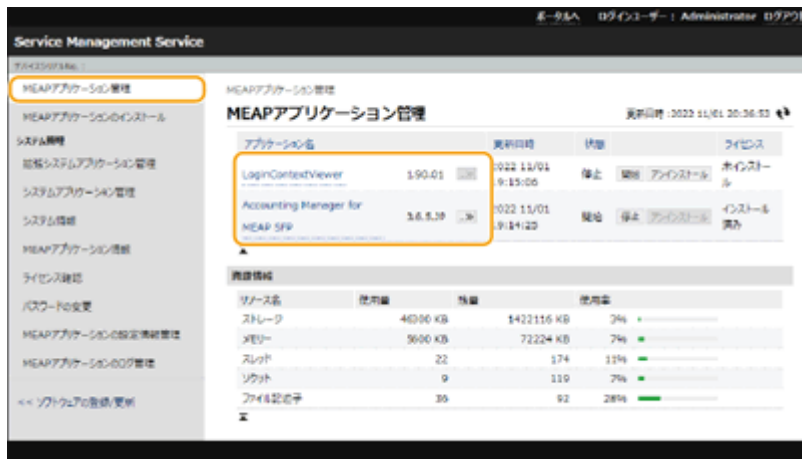 ポータルへ ログインユーザー : Administrator ログアウト
Service Management Service
MEAPアプリケーション管理
MEAPアプリケーションのインストール
システム管理
拡張システムアプリケーション管理
システムアプリケーション管理
システム情報
MEAPアプリケーション情報
ライセンス確認
パスワードの変更
MEAPアプリケーションの設定情報管理
MEAPアプリケーションのログ管理
<< ソフトウェアの登録/更新
MEAPアプリケーション管理
MEAPアプリケーション管理
更新日時 :2022 11/01 20:36:53
アプリケーション名 更新日時 状態 ライセンス
LoginContextViewer 1.90.01 2022 11/01 停止 開始 アンインストール 未インストー
9:15:06 ル
Accounting Manager for 2022 11/01 開始 停止 アンインストール インストール
MEAP SFP 9:14:25 済み
資源情報
リソース名 使用量 残量 使用率
ストレージ 46300 KB 1422116 KB 3%
メモリー 5600 KB 72224 KB 7%
スレッド 22 174 11%
ソケット 9 119 7%
ファイル記述子 36 92 28%